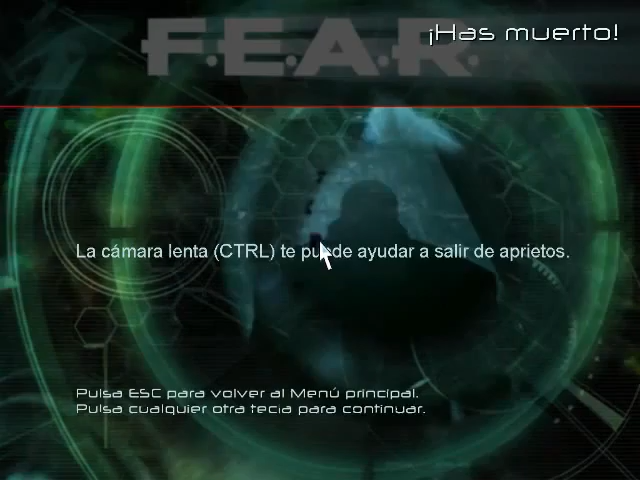 F.E.A.R.
¡Has muerto!
La cámara lenta (CTRL) te puede ayudar a salir de aprietos.
Pulsa ESC para volver al Menú principal.
Pulsa cualquier otra tecla para continuar.